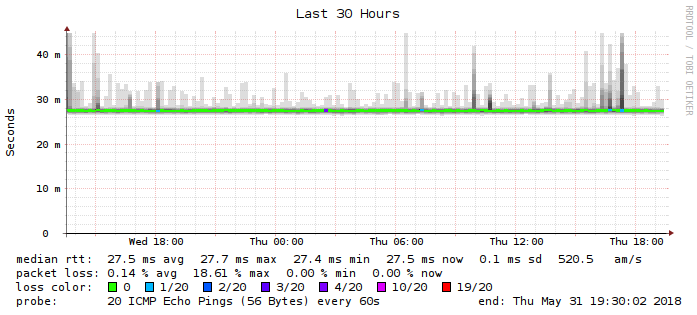 Last 30 Hours
RRDTOOL / TOBI OETIKER
Seconds
40 m
30 m
20 m
10 m
0
Wed 18:00 Thu 00:00 Thu 06:00 Thu 12:00 Thu 18:00
median rtt: 27.5 ms avg 27.7 ms max 27.4 ms min 27.5 ms now 0.1 ms sd 520.5 am/s
packet loss: 0.14 % avg 18.61 % max 0.00 % min 0.00 % now
loss color: 0 1/20 2/20 3/20 4/20 10/20 19/20
probe: 20 ICMP Echo Pings (56 Bytes) every 60s end: Thu May 31 19:30:02 2018